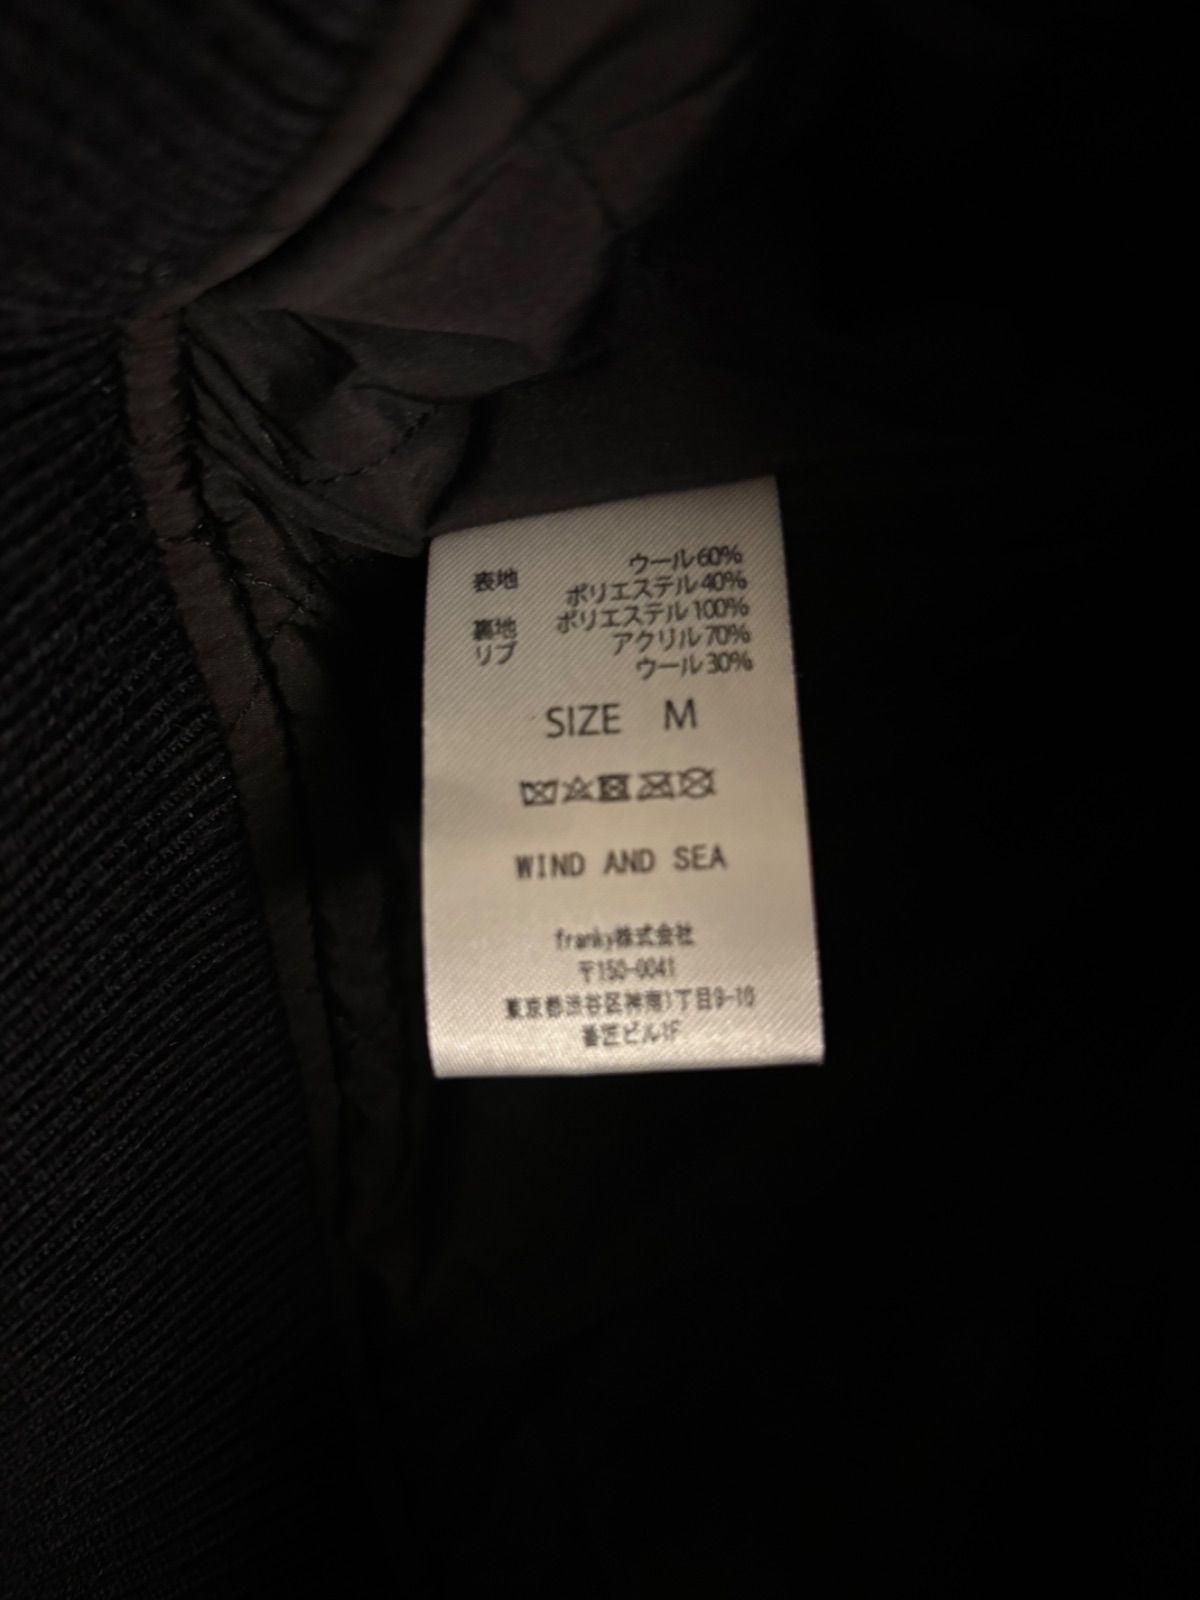 表地 ウール60%
ポリエステル40%
裏地 ポリエステル100%
リブ アクリル70%
ウール30%
SIZE M
WIND AND SEA
franky株式会社
〒150-0041
東京都渋谷区神南1丁目9-10
番匠ビル1F